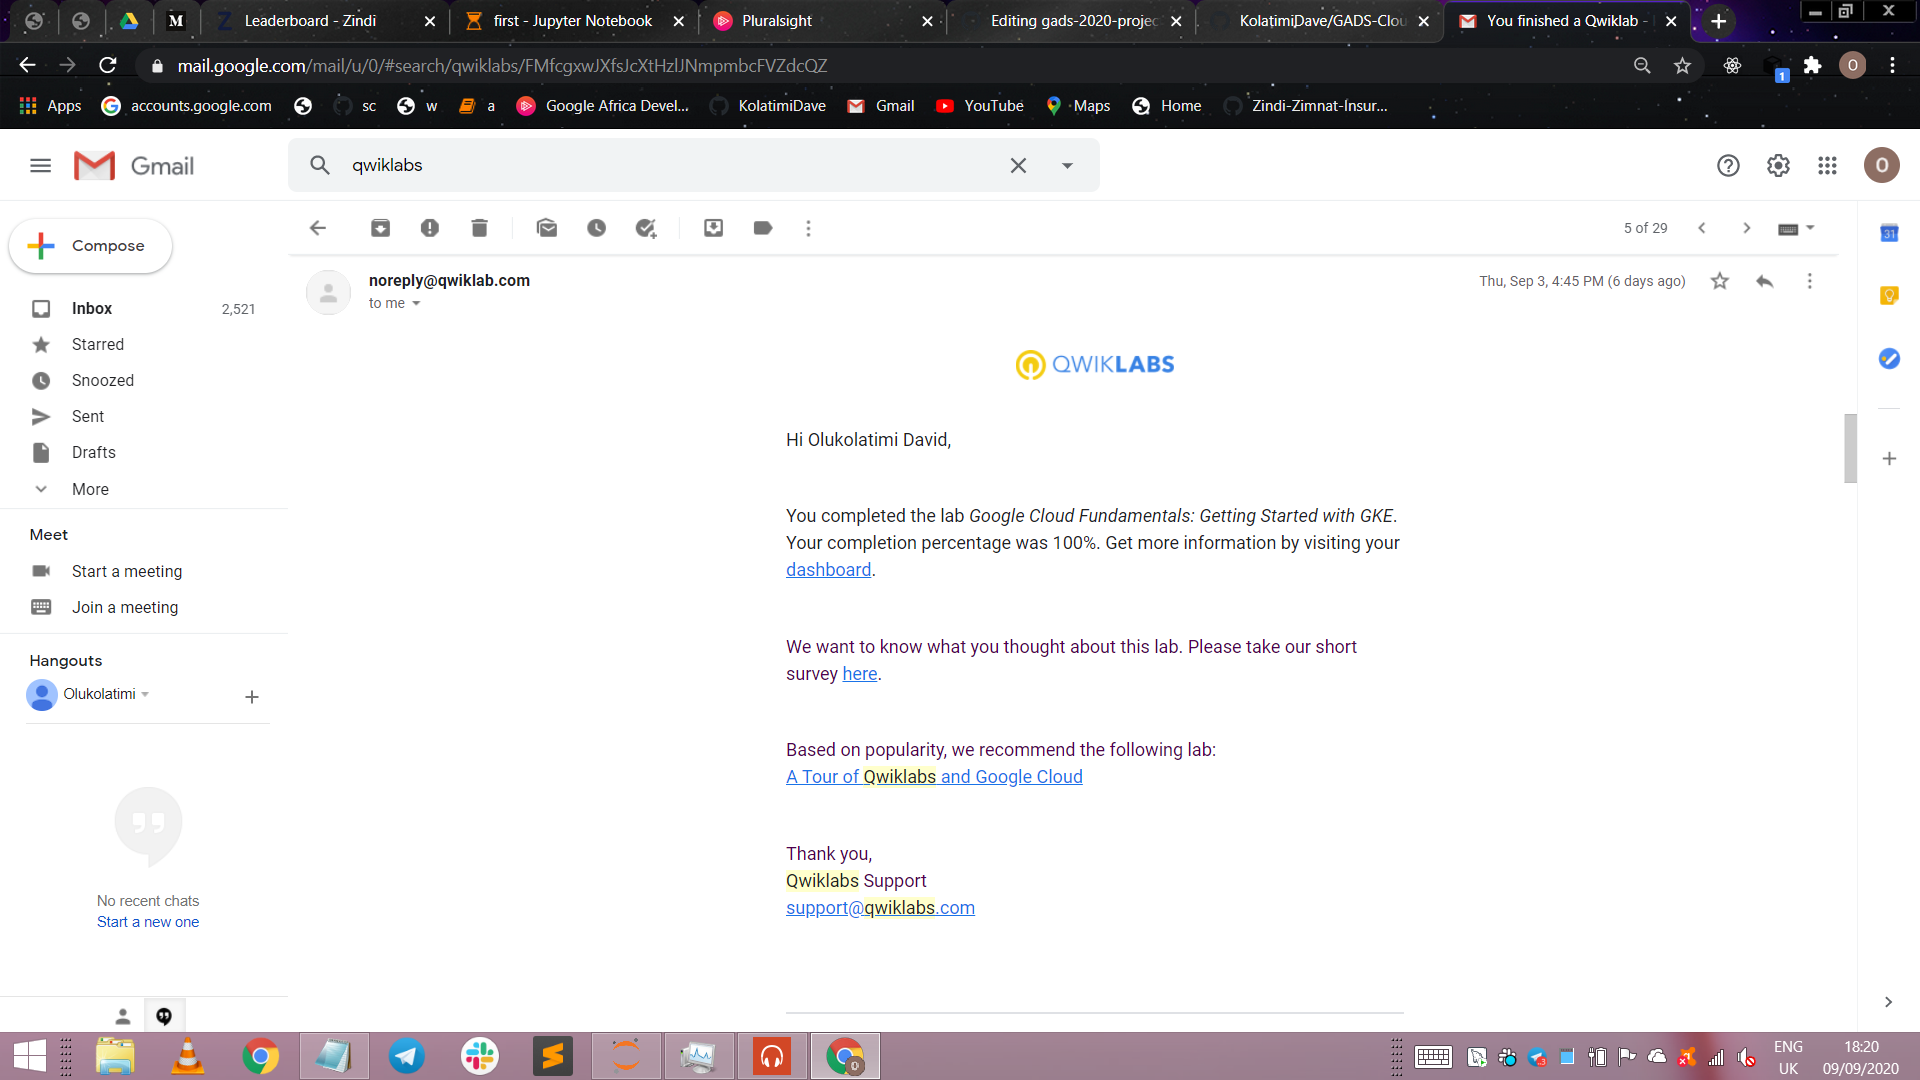 Leaderboard - Zindi
first - Jupyter Notebook
Pluralsight
Editing gads-2020-projec
KolatimiDave/GADS-Clou
You finished a Qwiklab -
mail.google.com/mail/u/0/#search/qwiklabs/FMfcgxwJXfsJcXtHzlJNmpmbcFVZdcQZ
O
1
Apps
accounts.google.com
sc
w
a
Google Africa Devel...
KolatimiDave
Gmail
YouTube
Maps
Home
Zindi-Zimnat-Insur...
Gmail
qwiklabs
O
Compose
5 of 29
31
noreply@qwiklab.com
Thu, Sep 3, 4:45 PM (6 days ago)
to me
Inbox 2,521
Starred
Snoozed
Sent
Drafts
More
Meet
Start a meeting
Join a meeting
Hangouts
Olukolatimi
No recent chats
Start a new one
QWIKLABS
Hi Olukolatimi David,
You completed the lab Google Cloud Fundamentals: Getting Started with GKE.
Your completion percentage was 100%. Get more information by visiting your
dashboard.
We want to know what you thought about this lab. Please take our short
survey here.
Based on popularity, we recommend the following lab:
A Tour of Qwiklabs and Google Cloud
Thank you,
Qwiklabs Support
support@qwiklabs.com
ENG
UK
18:20
09/09/2020